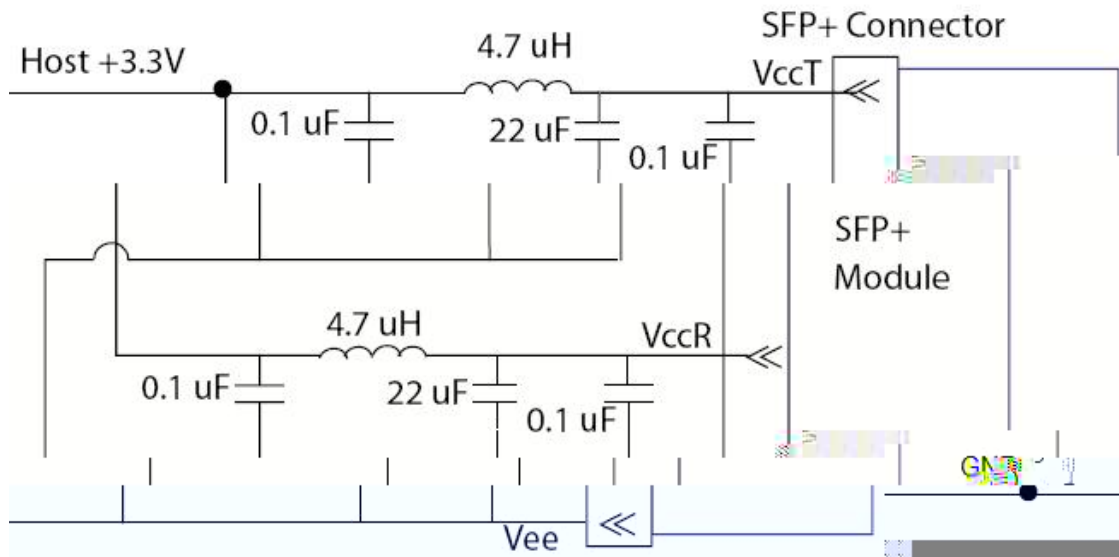 SFP+ Connector
4.7 uH
Host +3.3V
VccT
0.1 uF
22 uF
0.1 uF
SFP+
Module
4.7 uH
VccR
0.1 uF
22 uF
0.1 uF
Vee